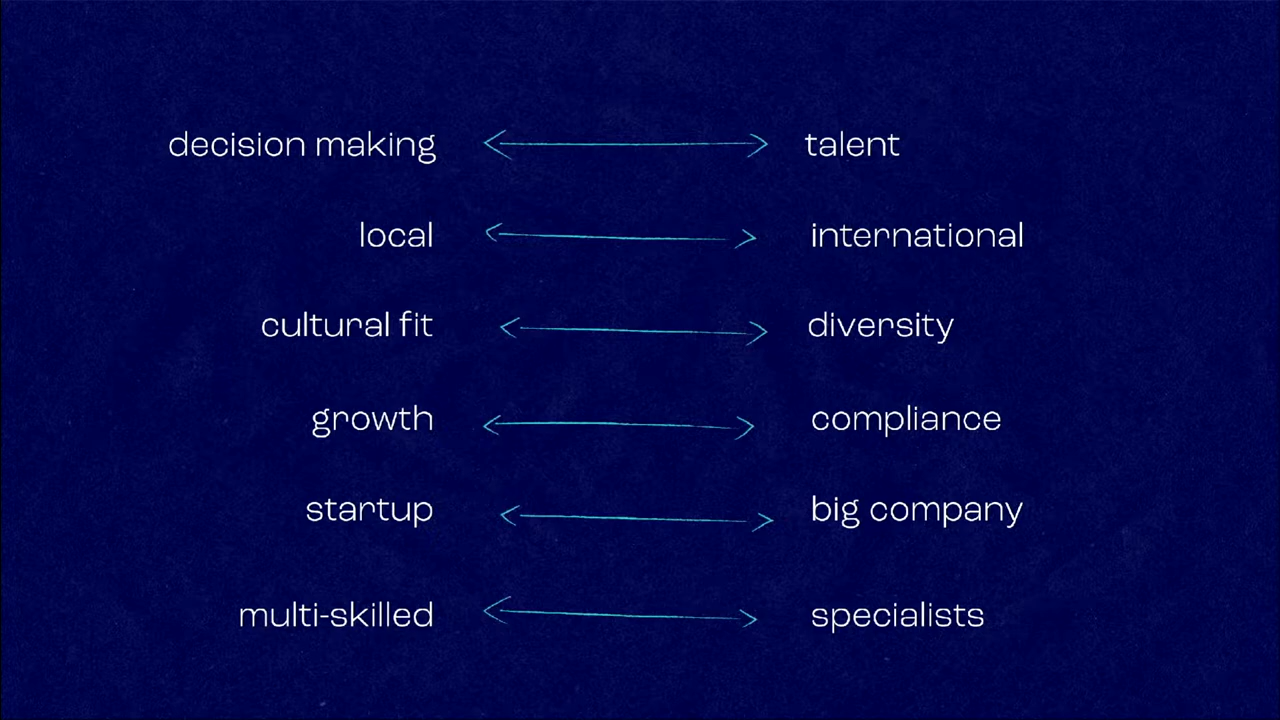 decision making talent
local international
cultural fit diversity
growth compliance
startup big company
multi-skilled specialists